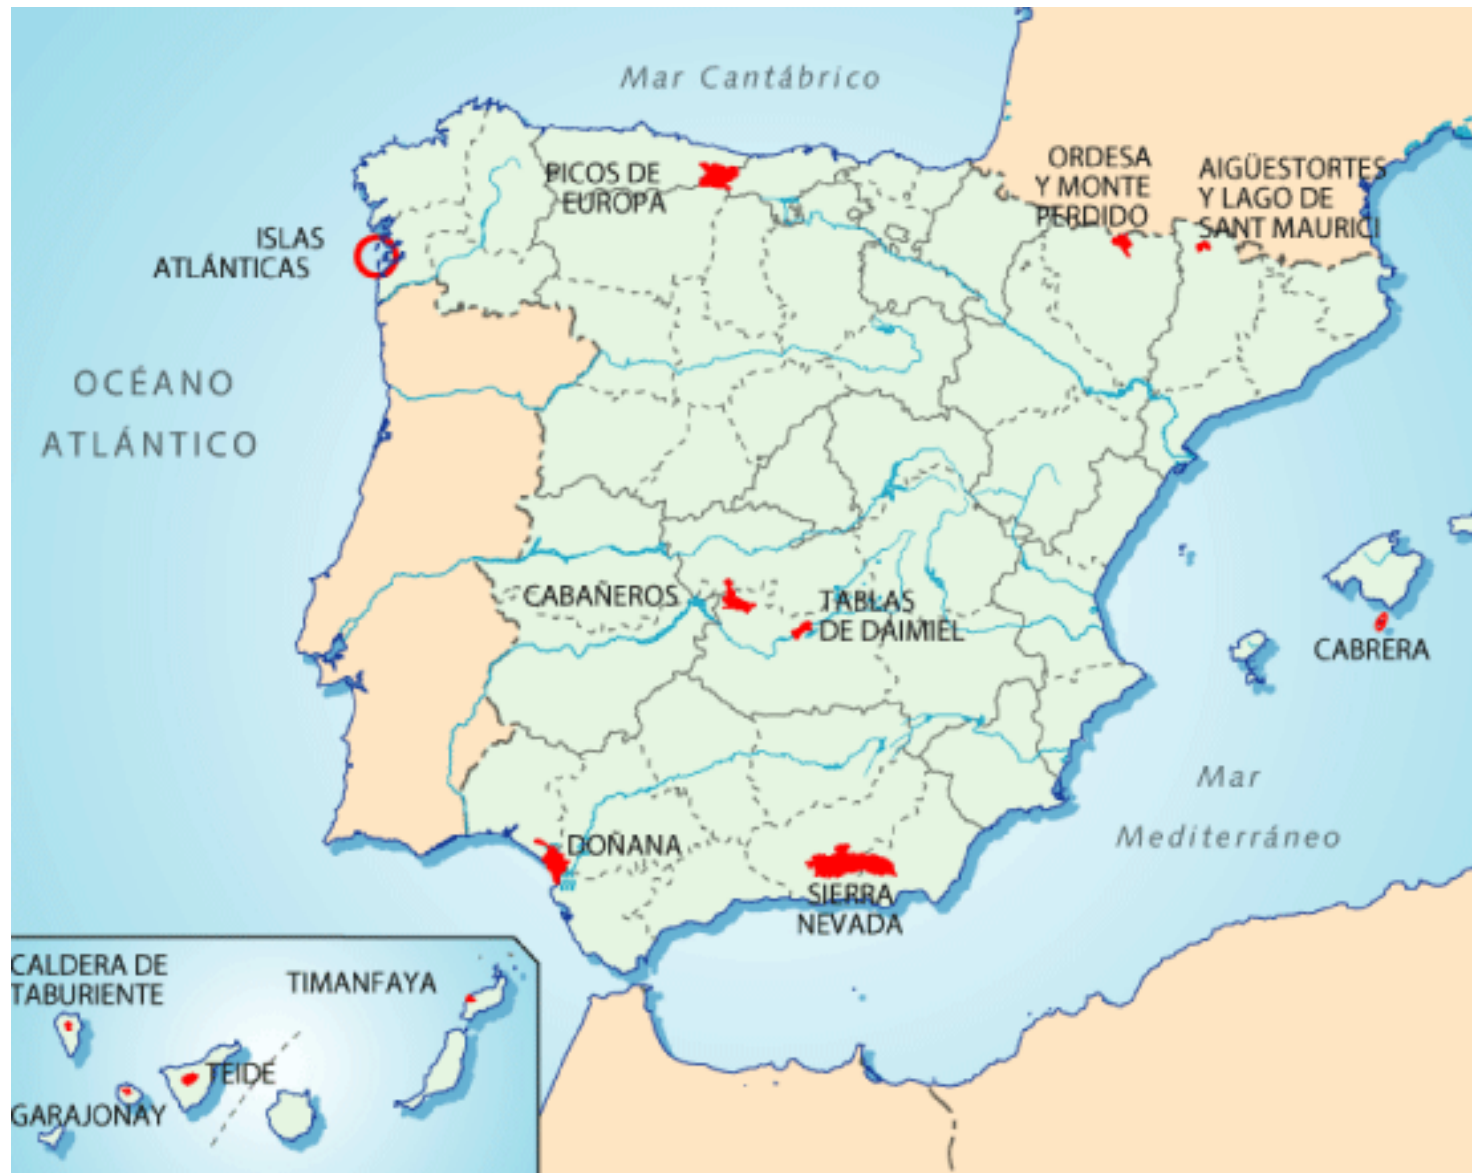 Mar Cantábrico
PICOS DE
EUROPA
ORDESA
Y MONTE
PERDIDO
AIGÜESTORTES
Y LAGO DE
SANT MAURICI
ISLAS
ATLÁNTICAS
OCÉANO
ATLÁNTICO
CABAÑEROS
TABLAS
DE DAIMIEL
CABRERA
Mar
Mediterráneo
DOÑANA
SIERRA
NEVADA
CALDERA DE
TABURIENTE
TIMANFAYA
TEIDE
GARAJONAY